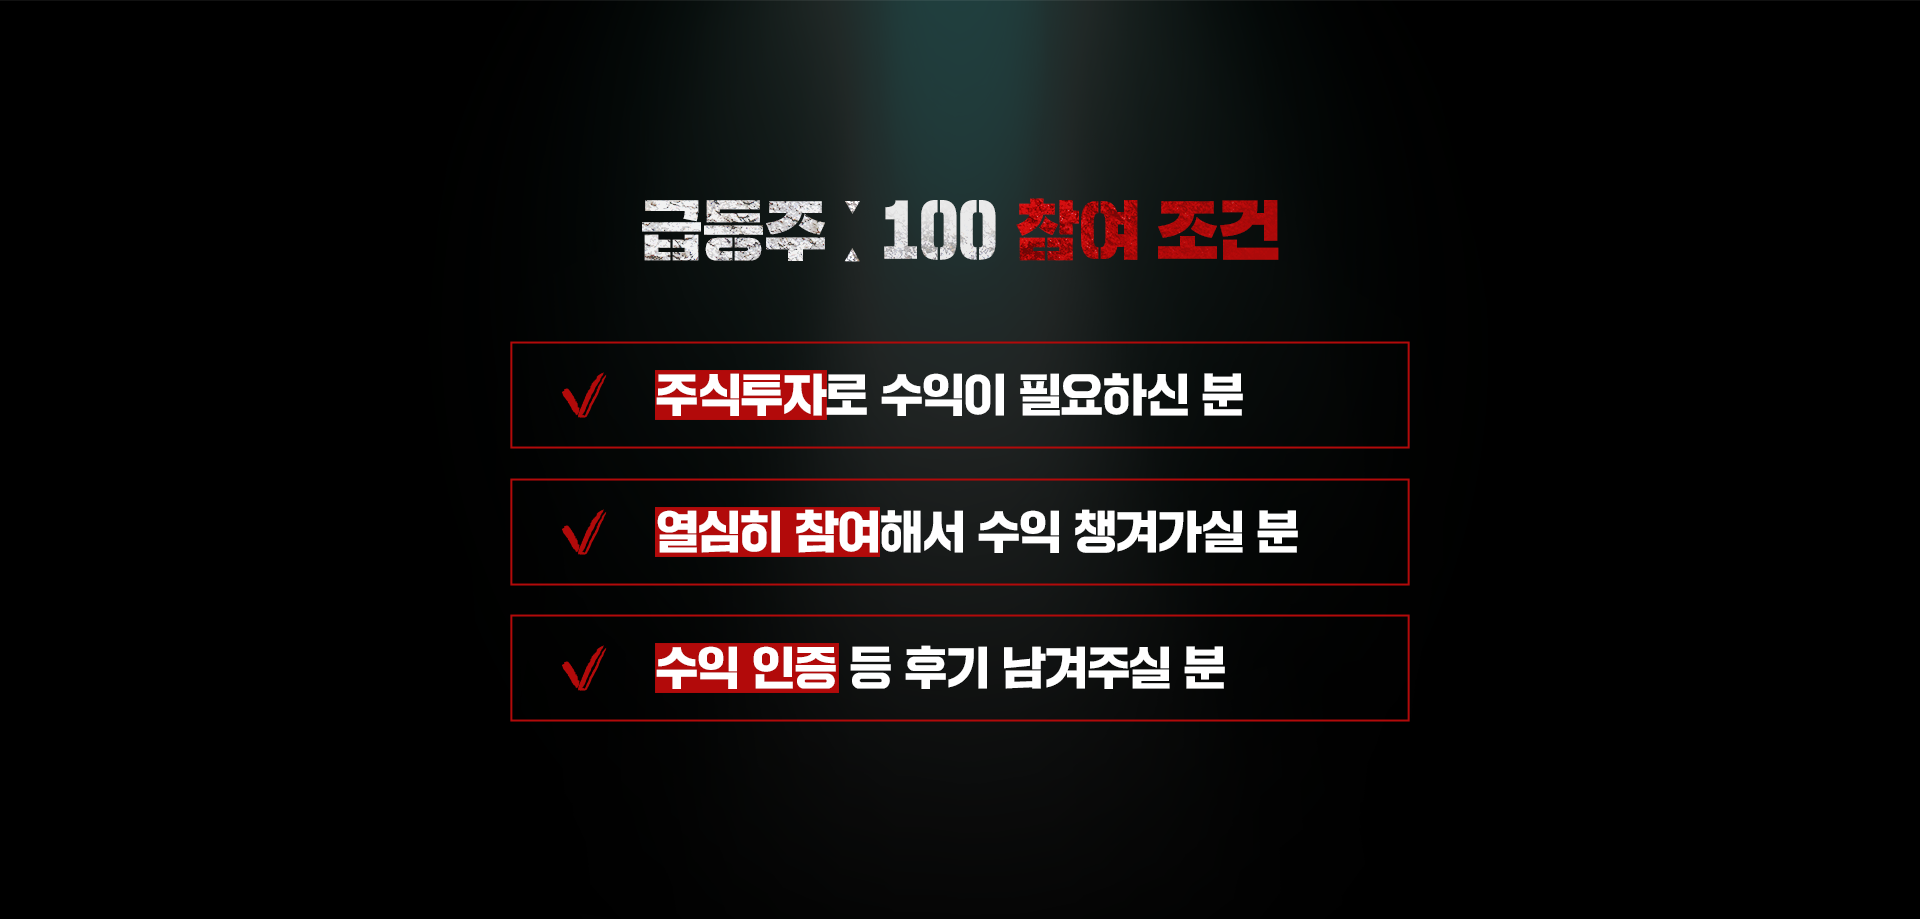 급등주 : 100 참여 조건
주식투자로 수익이 필요하신 분
열심히 참여해서 수익 챙겨가실 분
수익 인증 등 후기 남겨주실 분